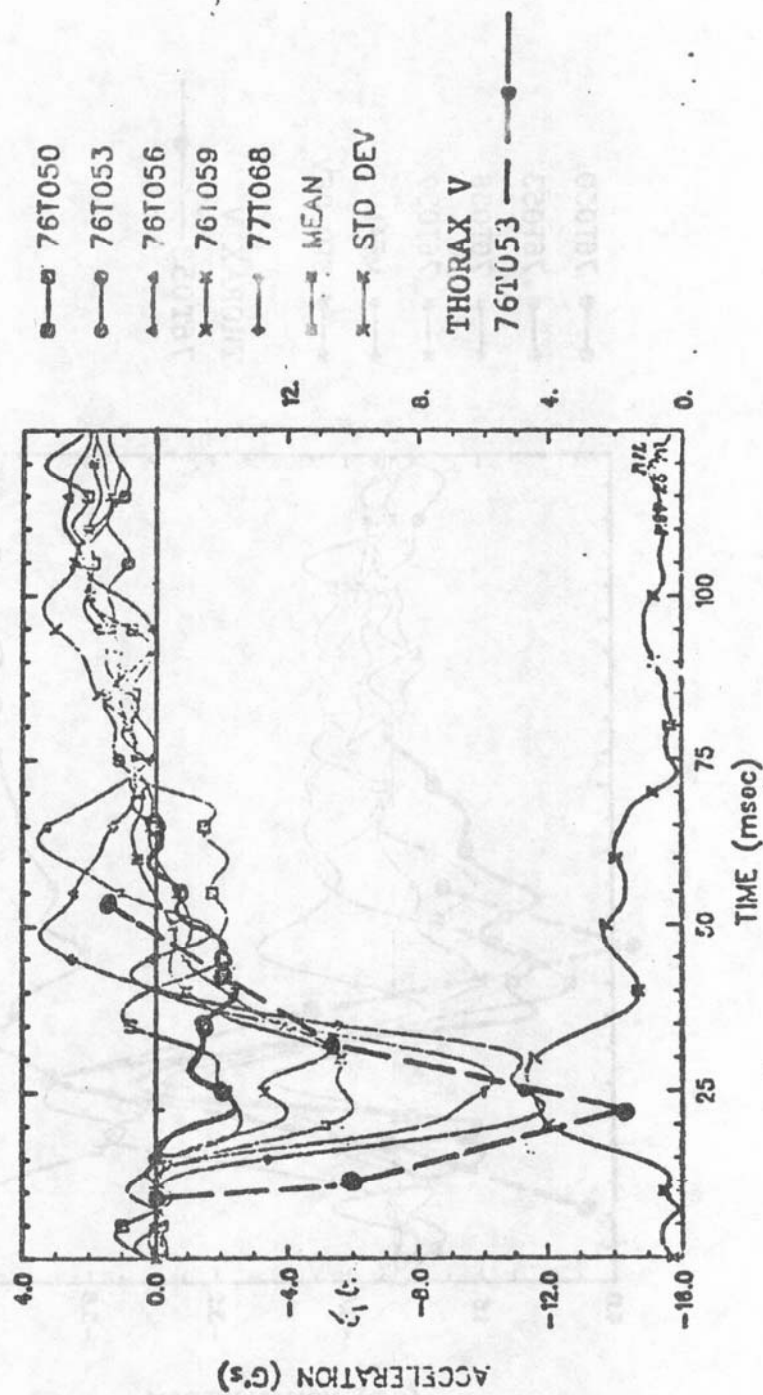 76T050
76T053
76T056
76T059
77T068
MEAN
STD DEV
THORAX V
76T053
ACCELERATION (G's)
4.0
0.0
-4.0
-8.0
-12.0
-16.0
12.
8.
4.
0.
25
50
75
100
TIME (msec)